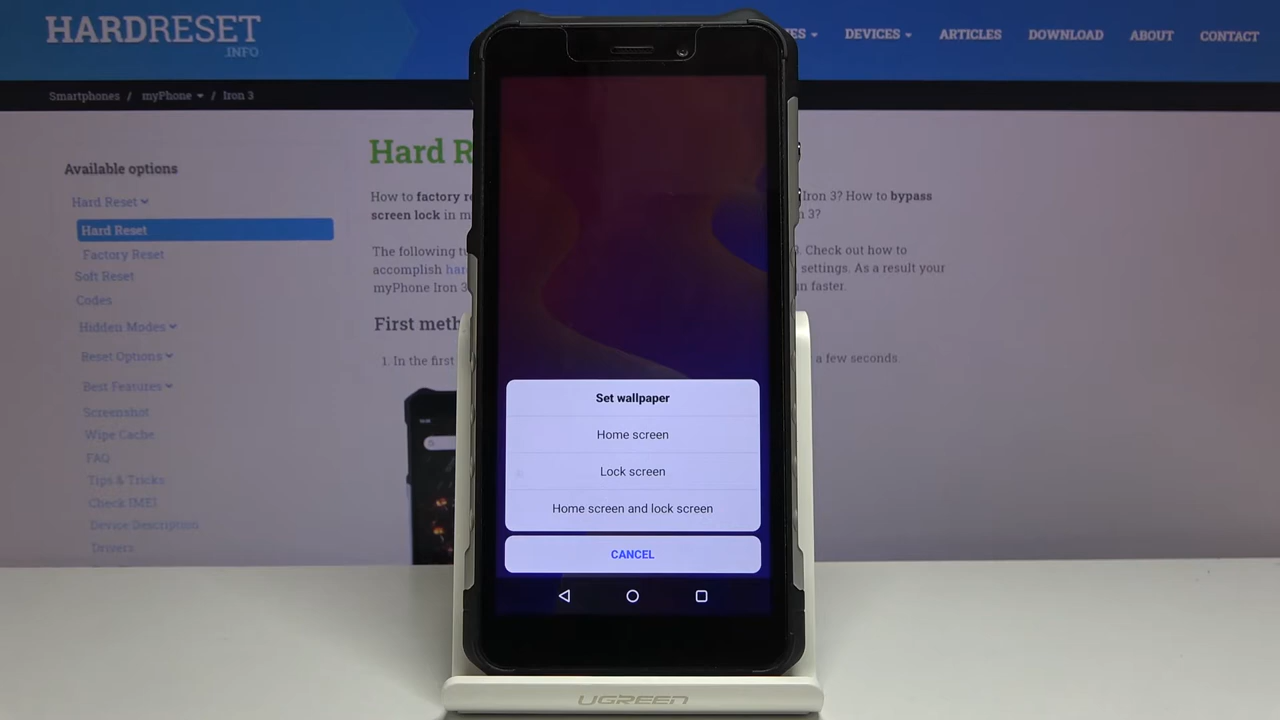 HARDRESET
.INFO
DEVICES
ARTICLES
DOWNLOAD
ABOUT
CONTACT
Smartphones / myPhone / Iron 3
Available options
Hard Reset
Hard Reset
Factory Reset
Soft Reset
Codes
Hidden Modes
Reset Options
Best Features
Screenshot
Wipe Cache
FAQ
Tips & Tricks
Check IMEI
Device Description
Drivers
Hard R
How to factory re
Iron 3? How to bypass
screen lock in m
n 3?
The following tu
. Check out how to
accomplish har
settings. As a result your
myPhone Iron 3
n faster.
First meth
1. In the first
a few seconds.
Set wallpaper
Home screen
Lock screen
Home screen and lock screen
CANCEL
UGREEN